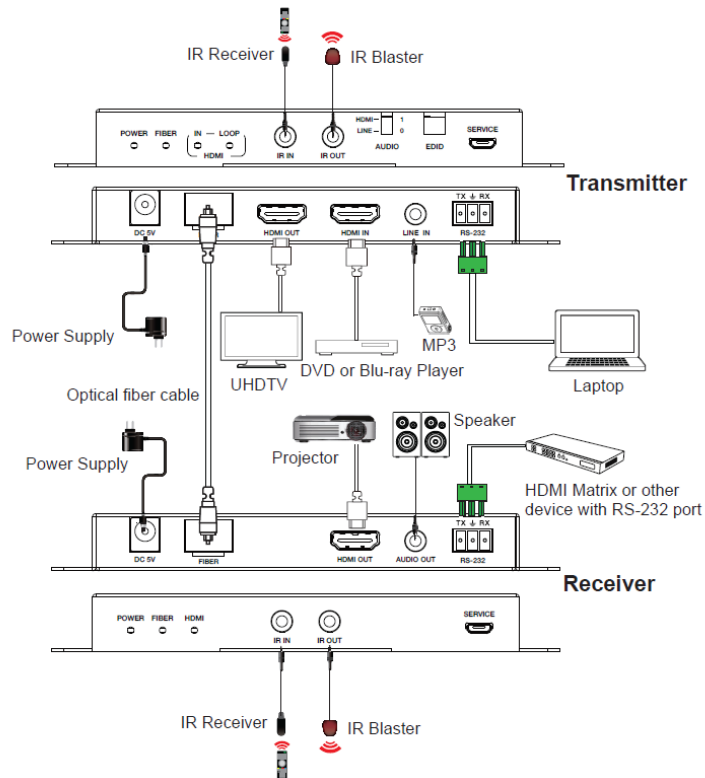 IR Receiver
IR Blaster
HDMI
1
LINE
0
POWER
FIBER
IN
LOOP
HDMI
IR IN
IR OUT
AUDIO
EDID
SERVICE
Transmitter
TX
RX
DC 5V
HDMI OUT
HDMI IN
LINE IN
RS-232
Power Supply
UHDTV
DVD or Blu-ray Player
MP3
Laptop
Optical fiber cable
Power Supply
Projector
Speaker
HDMI Matrix or other
device with RS-232 port
TX
RX
DC 5V
FIBER
HDMI OUT
AUDIO OUT
RS-232
Receiver
POWER
FIBER
HDMI
IR IN
IR OUT
SERVICE
IR Receiver
IR Blaster